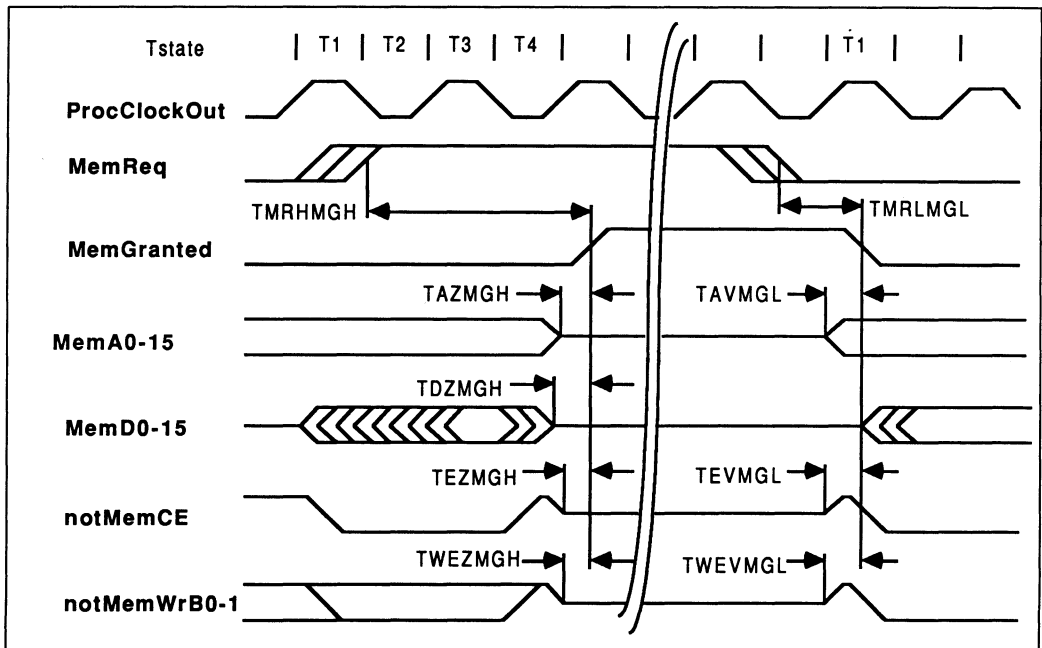 Tstate | T1 | T2 | T3 | T4 | | | | T1 | |
ProcClockOut
MemReq
TMRHMGH TMRLMGL
MemGranted
TAZMGH TAVMGL
MemA0-15
TDZMGH
MemD0-15
TEZMGH TEVMGL
notMemCE
TWEZMGH TWEVMGL
notMemWrB0-1